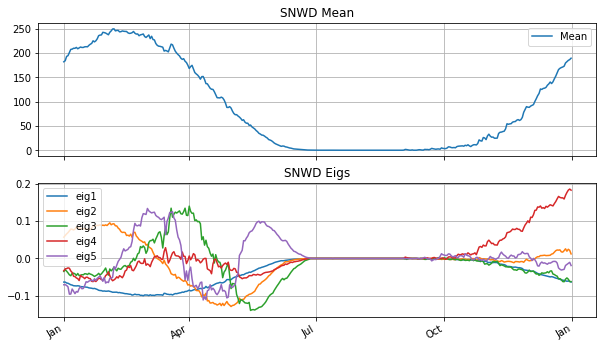 SNWD Mean
250
200
150
100
50
0
Mean
SNWD Eigs
0.2
0.1
0.0
−0.1
eig1
eig2
eig3
eig4
eig5
Jan
Apr
Jul
Oct
Jan